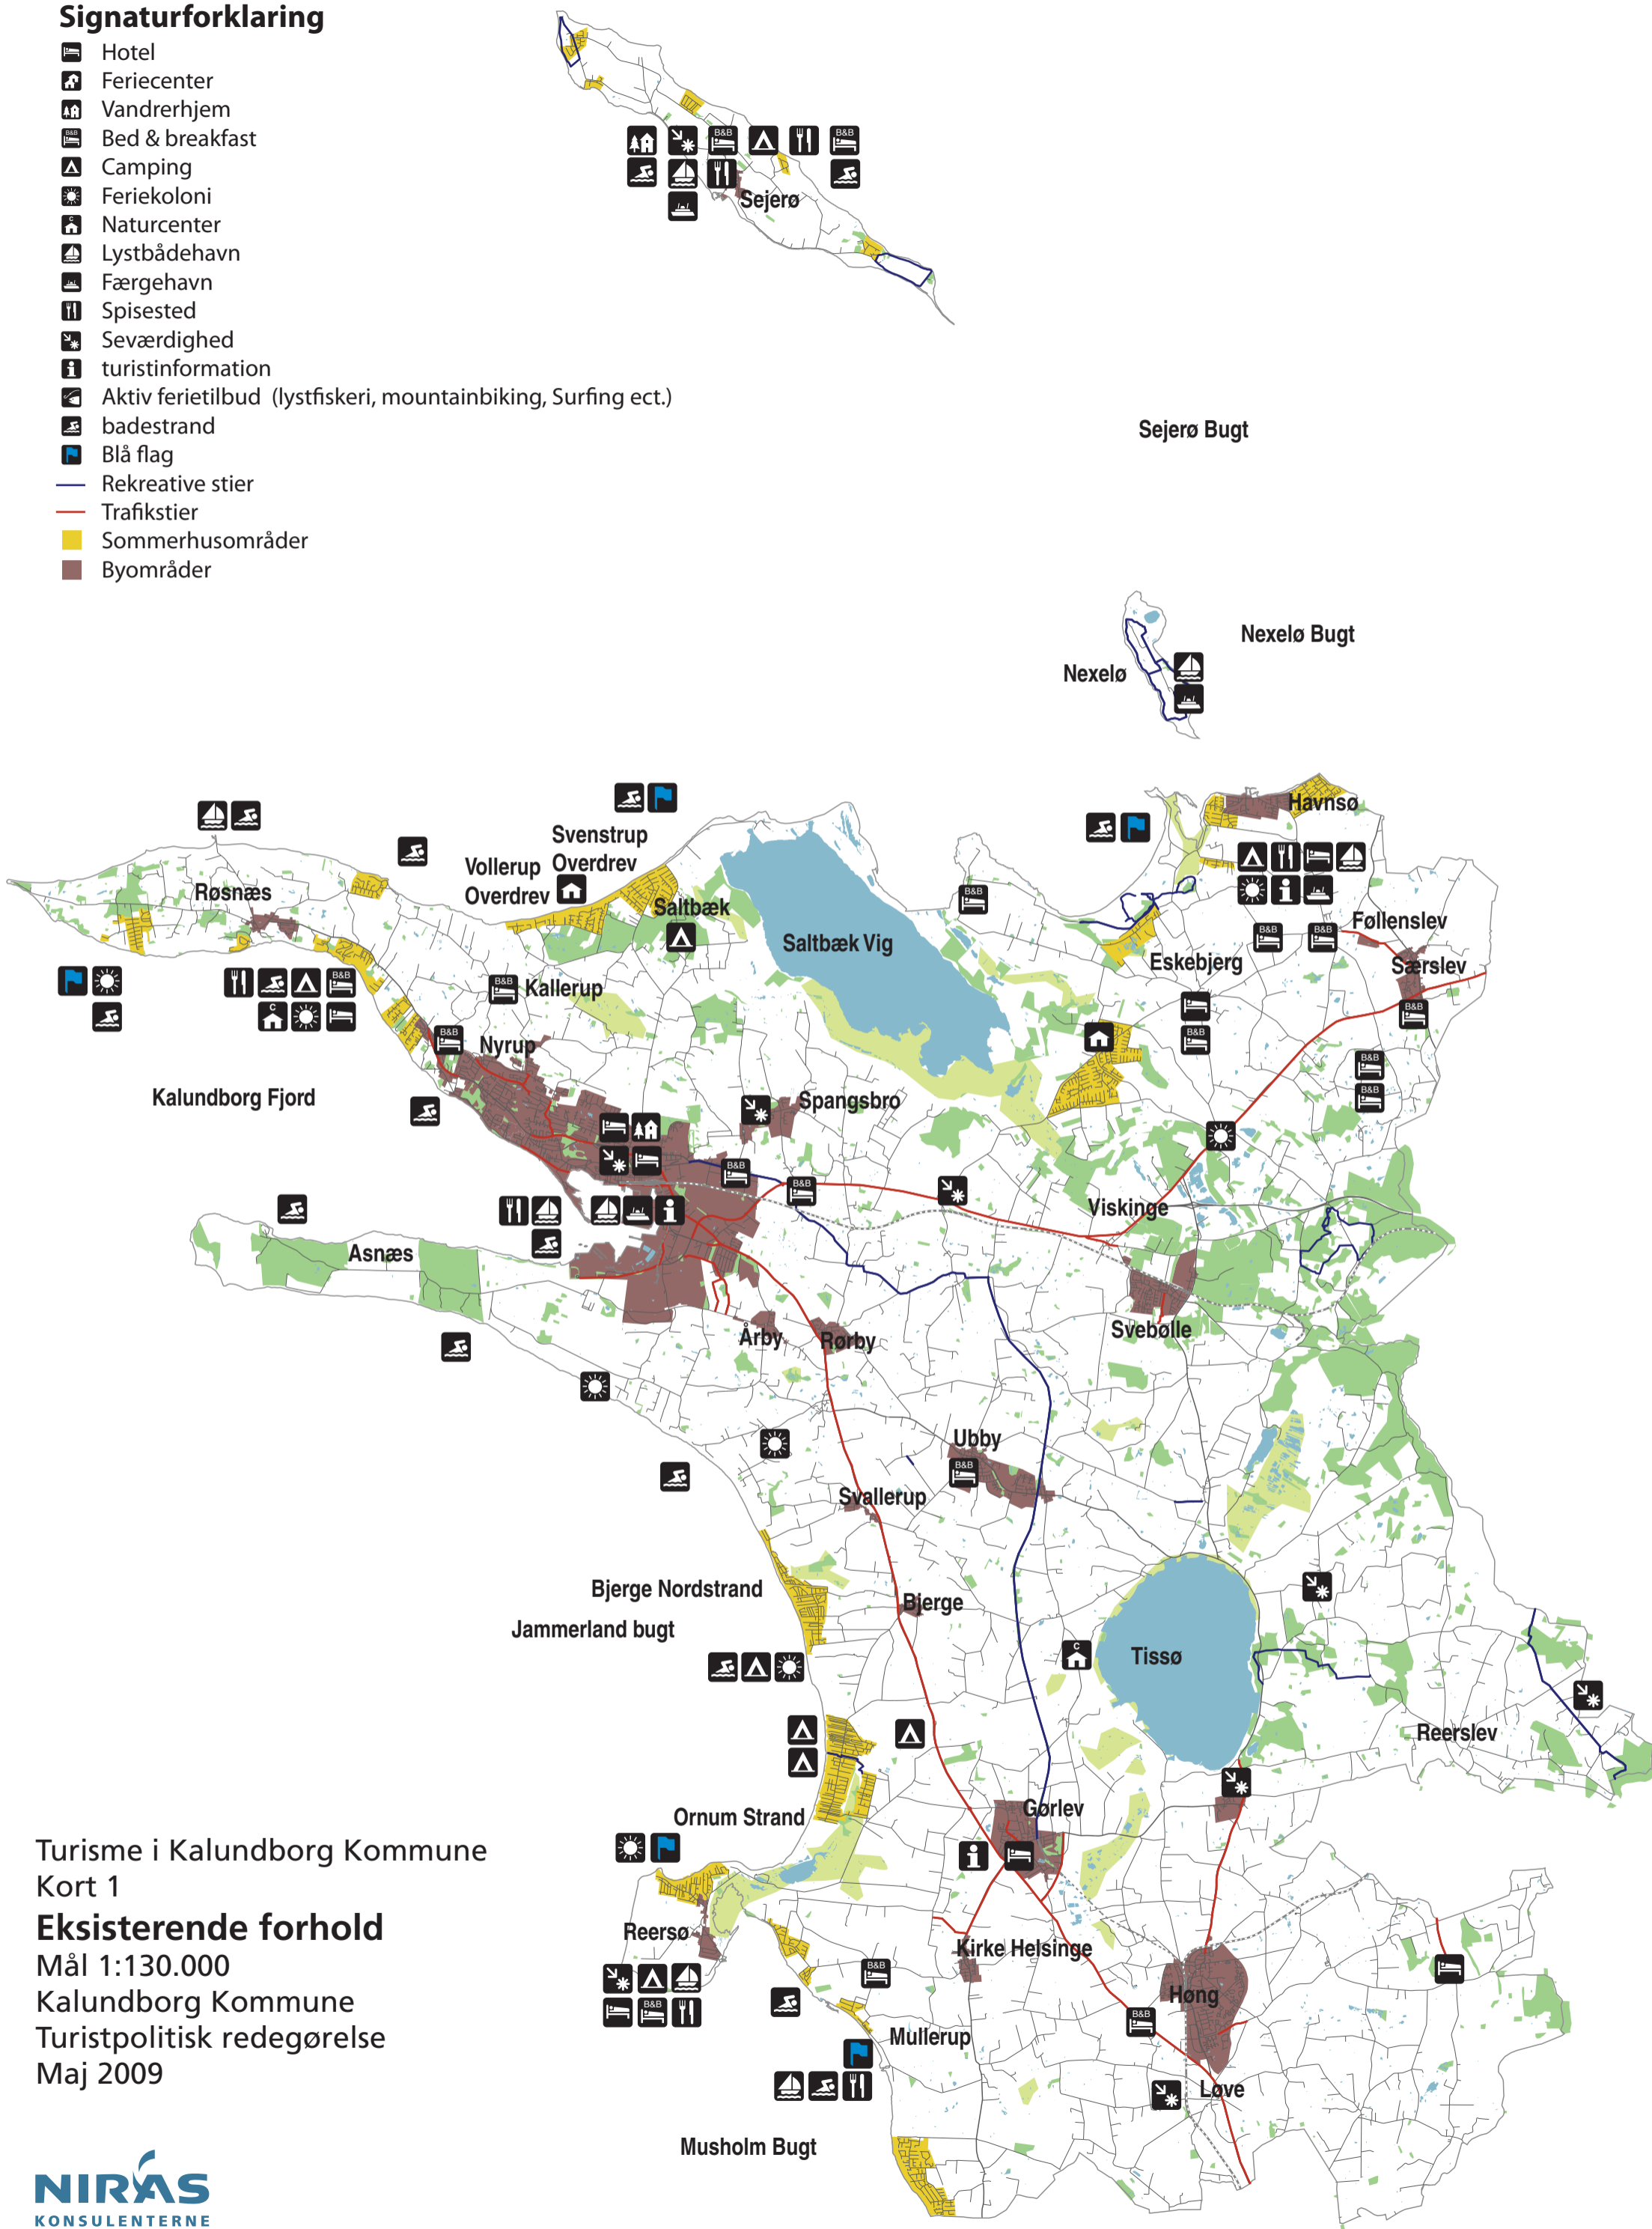 Signaturforklaring
Hotel
Feriecenter
Vandrerhjem
B&B Bed & breakfast
Camping
Feriekoloni
C Naturcenter
Lystbådehavn
Færgehavn
Spisested
Seværdighed
i turistinformation
Aktiv ferietilbud (lystfiskeri, mountainbiking, Surfing ect.)
badestrand
Blå flag
Rekreative stier
Trafikstier
Sommerhusområder
Byområder
B&B
B&B
Sejerø
Sejerø Bugt
Nexelø Bugt
Nexelø
Havnsø
Svenstrup
Overdrev
Vollerup
Overdrev
Røsnæs
Saltbæk
Saltbæk Vig
B&B
i
Føllenslev
B&B
B&B
Eskebjerg
Særslev
B&B
B&B
Kallerup
C
B&B
B&B
B&B
Nyrup
Kalundborg Fjord
Spangsbro
B&B
B&B
B&B
B&B
Viskinge
i
Asnæs
Årby
Rørby
Svebølle
Ubby
B&B
Svallerup
Bjerge Nordstrand
Bjerge
Jammerland bugt
C
Tissø
Reerslev
Ornum Strand
Gørlev
i
Reersø
Kirke Helsinge
B&B
B&B
Høng
B&B
Mullerup
Løve
Musholm Bugt
Turisme i Kalundborg Kommune
Kort 1
Eksisterende forhold
Mål 1:130.000
Kalundborg Kommune
Turistpolitisk redegørelse
Maj 2009
NIRAS
KONSULENTERNE